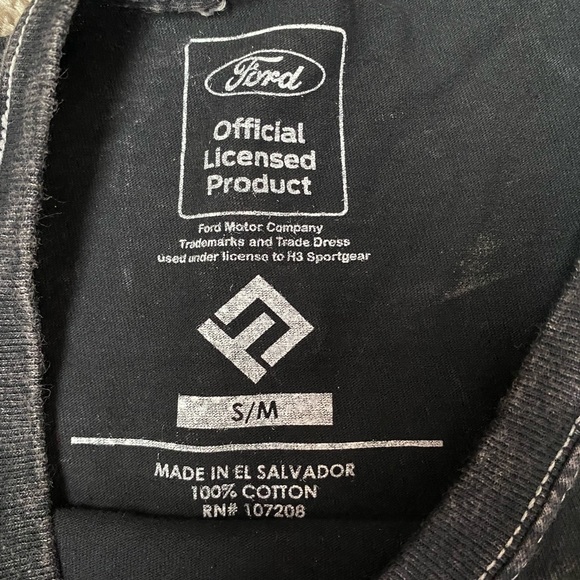 Ford
Official
Licensed
Product
Ford Motor Company
Trademarks and Trade Dress
used under license to H3 Sportgear
S/M
MADE IN EL SALVADOR
100% COTTON
RN# 107208